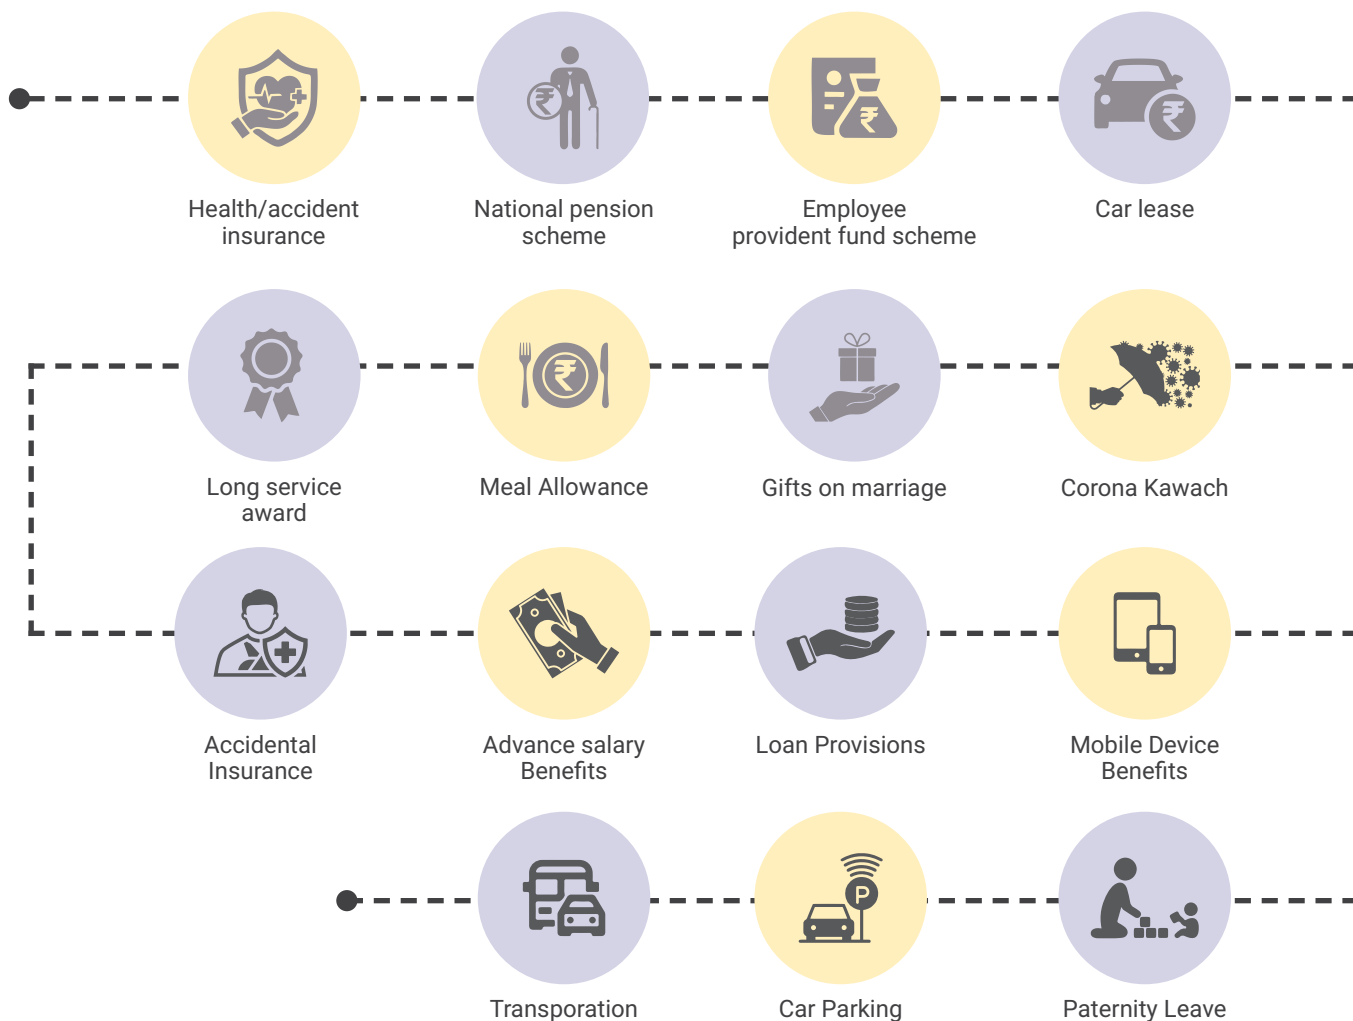 Health/accident
insurance
National pension
scheme
Employee
provident fund scheme
Car lease
Long service
award
Meal Allowance
Gifts on marriage
Corona Kawach
Accidental
Insurance
Advance salary
Benefits
Loan Provisions
Mobile Device
Benefits
P
Transporation
Car Parking
Paternity Leave